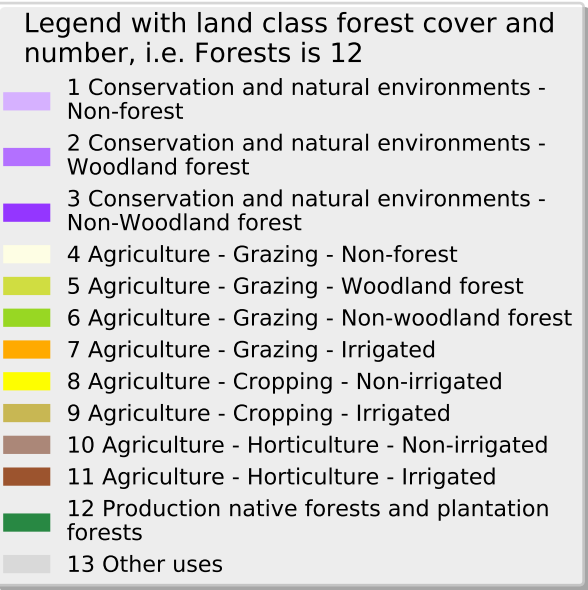 Legend with land class forest cover and
number, i.e. Forests is 12
1 Conservation and natural environments -
Non-forest
2 Conservation and natural environments -
Woodland forest
3 Conservation and natural environments -
Non-Woodland forest
4 Agriculture - Grazing - Non-forest
5 Agriculture - Grazing - Woodland forest
6 Agriculture - Grazing - Non-woodland forest
7 Agriculture - Grazing - Irrigated
8 Agriculture - Cropping - Non-irrigated
9 Agriculture - Cropping - Irrigated
10 Agriculture - Horticulture - Non-irrigated
11 Agriculture - Horticulture - Irrigated
12 Production native forests and plantation
forests
13 Other uses